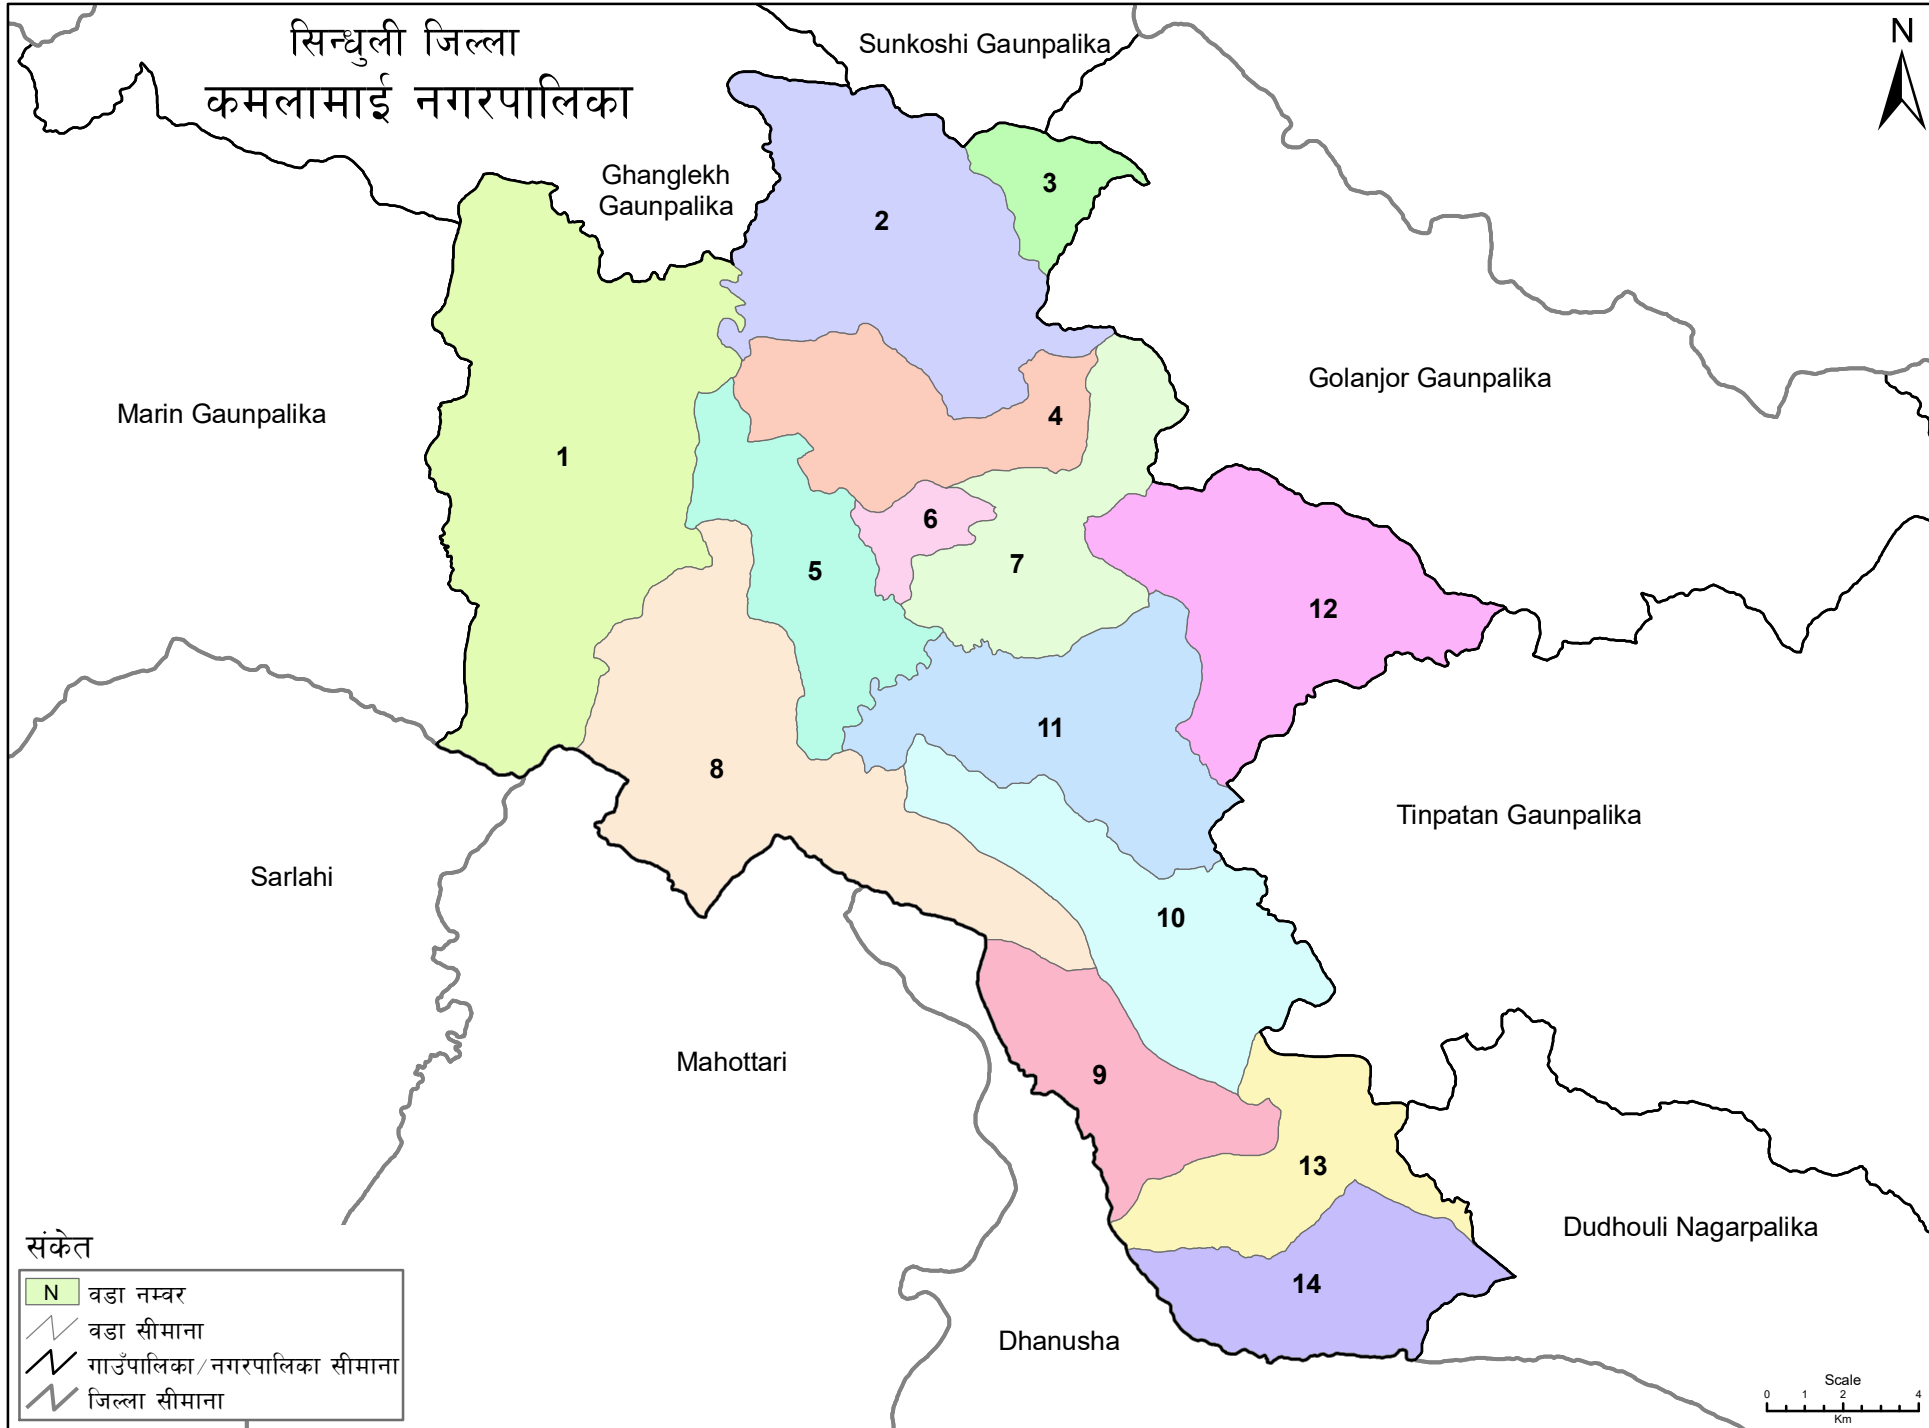 सिन्धुली जिल्ला
कमलामाई नगरपालिका
Sunkoshi Gaunpalika
N
Ghanglekh
Gaunpalika
3
2
Golanjor Gaunpalika
Marin Gaunpalika
4
1
6
7
5
12
11
8
Tinpatan Gaunpalika
Sarlahi
10
Mahottari
9
13
Dudhouli Nagarpalika
14
Dhanusha
संकेत
N वडा नम्वर
वडा सीमाना
गाउँपालिका/नगरपालिका सीमाना
जिल्ला सीमाना
Scale
0 1 2 4
Km